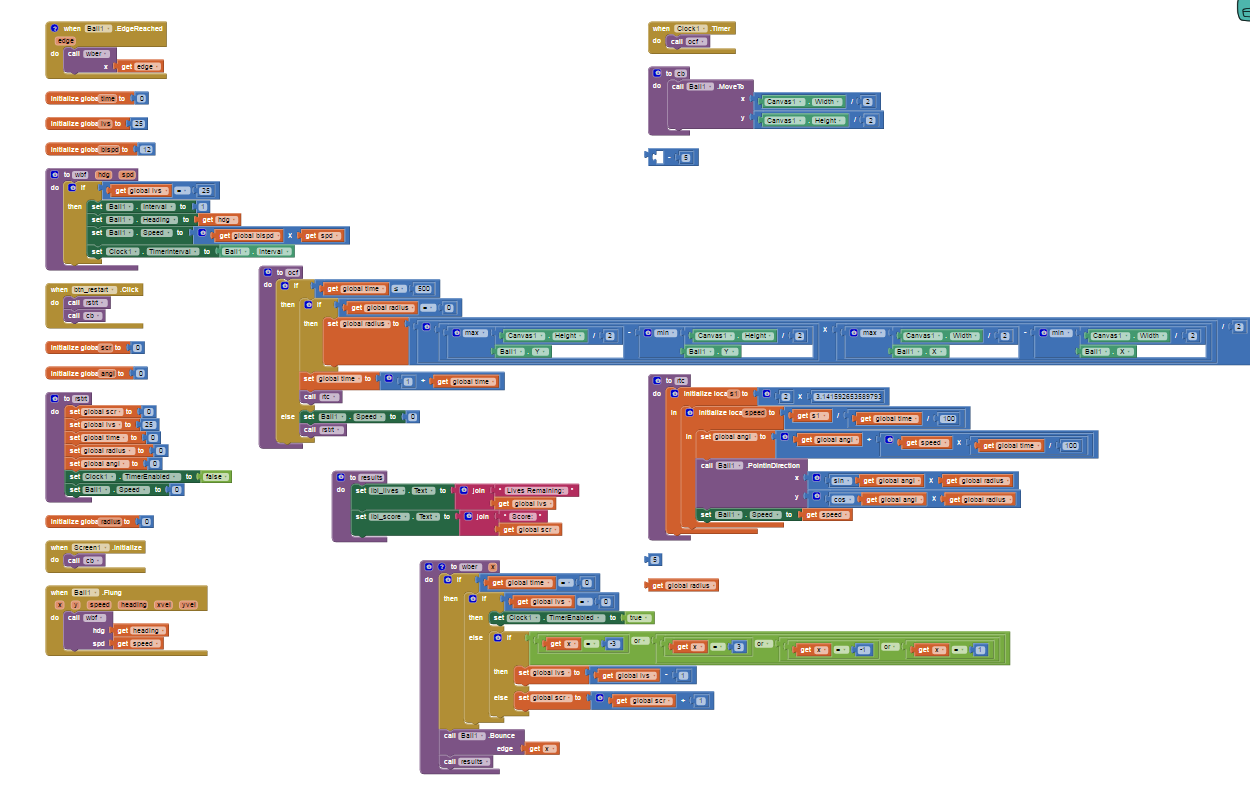 when Ball1 .EdgeReached
edge
do call wber
x get edge
initialize global time to 0
initialize global lvs to 25
initialize global blspd to 12
to wbf hdg spd
do if get global lvs = 25
then set Ball1 . Interval to 1
set Ball1 . Heading to get hdg
set Ball1 . Speed to get global blspd x get spd
set Clock1 . TimerInterval to Ball1 . Interval
when btn_restart .Click
do call rstrt
call cb
initialize global scr to 0
initialize global angl to 0
to rstrt
do set global scr to 0
set global lvs to 25
set global time to 0
set global radius to 0
set global angl to 0
set Clock1 . TimerEnabled to false
set Ball1 . Speed to 0
initialize global radius to 0
when Screen1 .Initialize
do call cb
when Ball1 .Flung
x y speed heading xvel yvel
do call wbf
hdg get heading
spd get speed
to ocf
do if get global time ≤ 500
then if get global radius = 0
then set global radius to max Canvas1 . Height / 2 - min Canvas1 . Height / 2 x max Canvas1 . Width / 2 - min Canvas1 . Width / 2 / 2
Ball1 . Y Ball1 . Y Ball1 . X Ball1 . X
set global time to 1 + get global time
call rtc
else set Ball1 . Speed to 0
call rstrt
to results
do set lbl_lives . Text to join " Lives Remaining: "
get global lvs
set lbl_score . Text to join " Score: "
get global scr
to wber x
do if get global time = 0
then if get global lvs = 0
then set Clock1 . TimerEnabled to true
else if get x = -3 or get x = 3 or get x = -1 or get x = 1
then set global lvs to get global lvs - 1
else set global scr to get global scr + 1
call Ball1 .Bounce
edge get x
call results
when Clock1 .Timer
do call ocf
to cb
do call Ball1 .MoveTo
x Canvas1 . Width / 2
y Canvas1 . Height / 2
- 5
to rtc
do initialize local s1 to 2 x 3.141592653589793
in initialize local speed to get s1 / get global time / 100
in set global angl to get global angl + get speed x get global time / 100
call Ball1 .PointInDirection
x sin get global angl x get global radius
y cos get global angl x get global radius
set Ball1 . Speed to get speed
5
get global radius